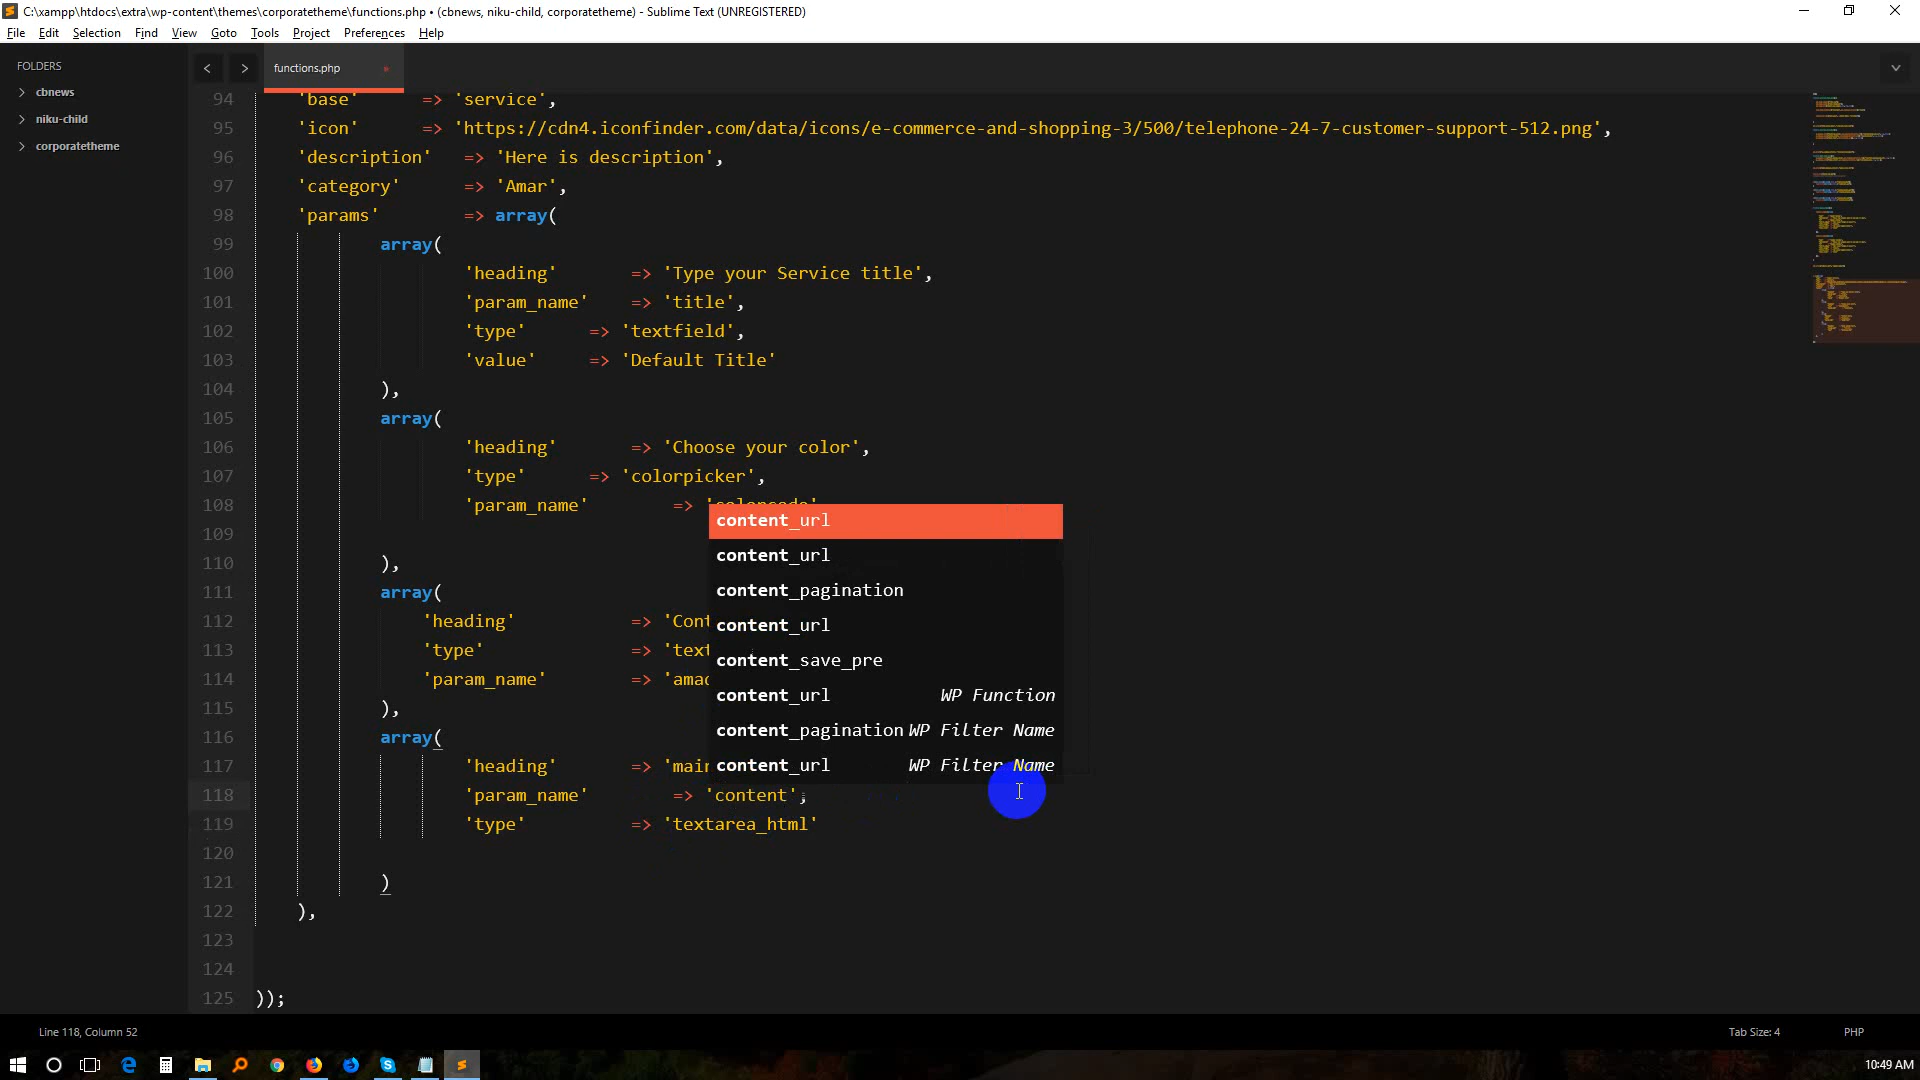 C:\xampp\htdocs\extra\wp-content\themes\corporatetheme\functions.php • (cbnews, niku-child, corporatetheme) - Sublime Text (UNREGISTERED)
File Edit Selection Find View Goto Tools Project Preferences Help
FOLDERS
cbnews
niku-child
corporatetheme
functions.php
94 'base' => 'service',
95 'icon' => 'https://cdn4.iconfinder.com/data/icons/e-commerce-and-shopping-3/500/telephone-24-7-customer-support-512.png',
96 'description' => 'Here is description',
97 'category' => 'Amar',
98 'params' => array(
99 array(
100 'heading' => 'Type your Service title',
101 'param_name' => 'title',
102 'type' => 'textfield',
103 'value' => 'Default Title'
104 ),
105 array(
106 'heading' => 'Choose your color',
107 'type' => 'colorpicker',
108 'param_name' => 'colorcode'
109
110 ),
111 array(
112 'heading' => 'Cont
113 'type' => 'text
114 'param_name' => 'amad
115 ),
116 array(
117 'heading' => 'main
118 'param_name' => 'content',
119 'type' => 'textarea_html'
120
121 )
122 ),
123
124
125 ));
content_url
content_url
content_pagination
content_url
content_save_pre
content_url WP Function
content_pagination WP Filter Name
content_url WP Filter Name
Line 118, Column 52
Tab Size: 4
PHP
10:49 AM